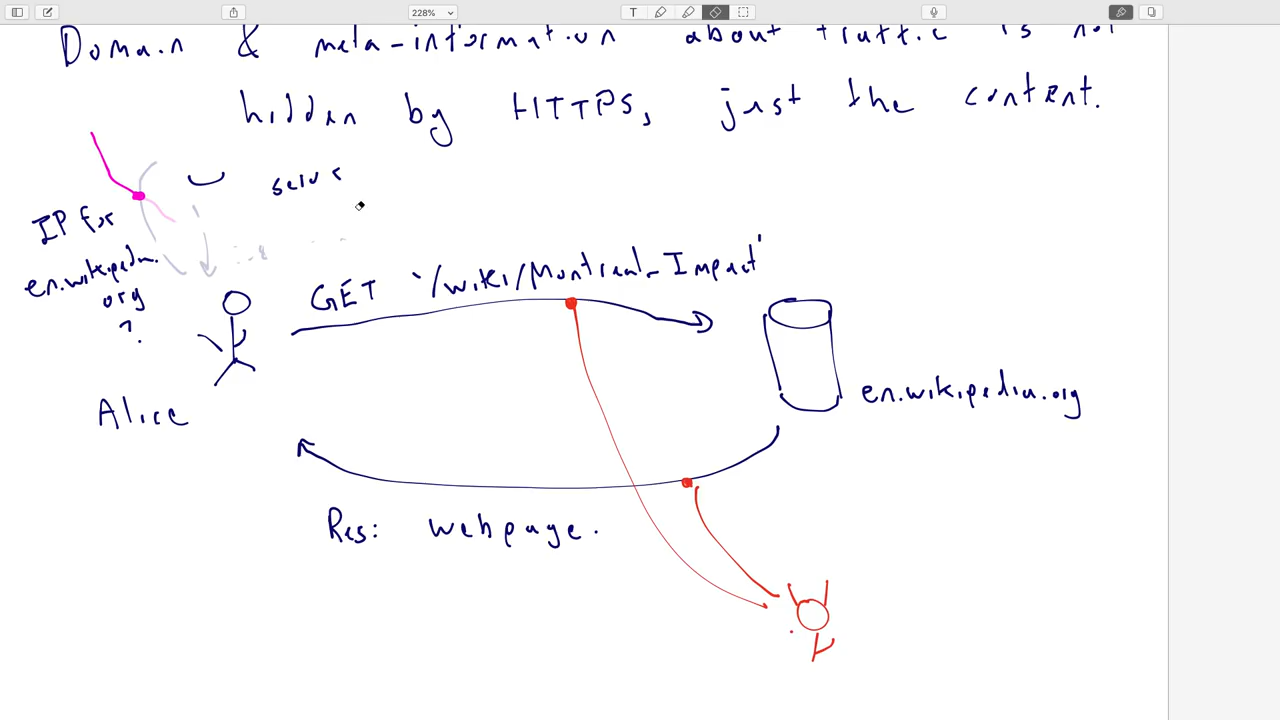 228%
T
Domain & meta-information about traffic is not
hidden by HTTPS, just the content.
IP for
en.wikipedia.
org
?
GET '/wiki/Montreal_Impact'
Alice
en.wikipedia.org
Res: webpage.